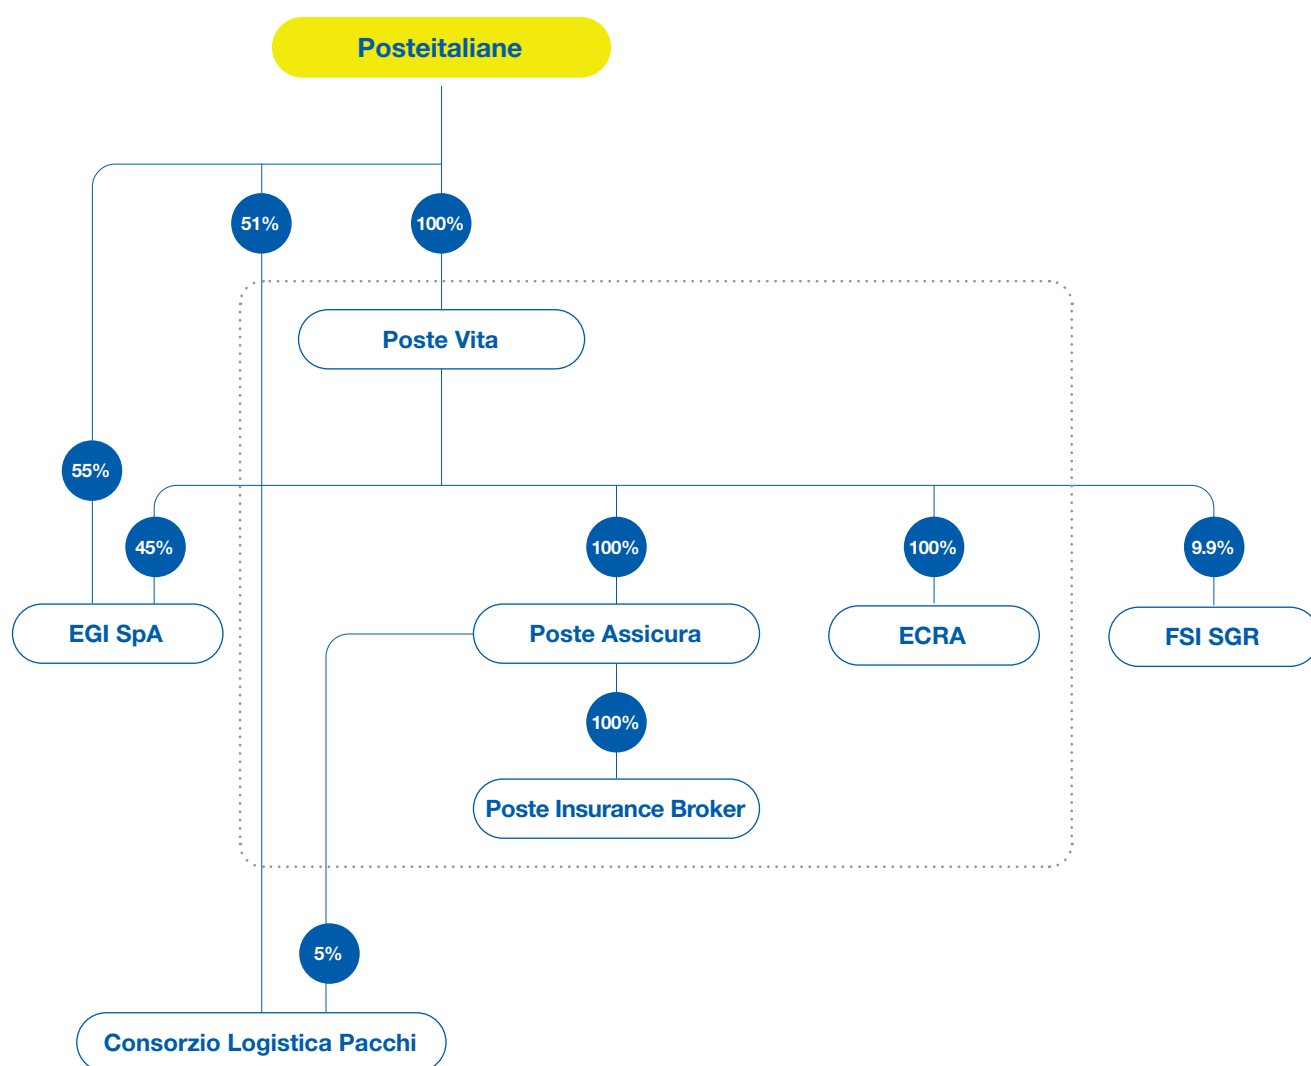 Posteitaliane
51%
100%
Poste Vita
55%
45%
100%
100%
9.9%
EGI SpA
Poste Assicura
ECRA
FSI SGR
100%
Poste Insurance Broker
5%
Consorzio Logistica Pacchi